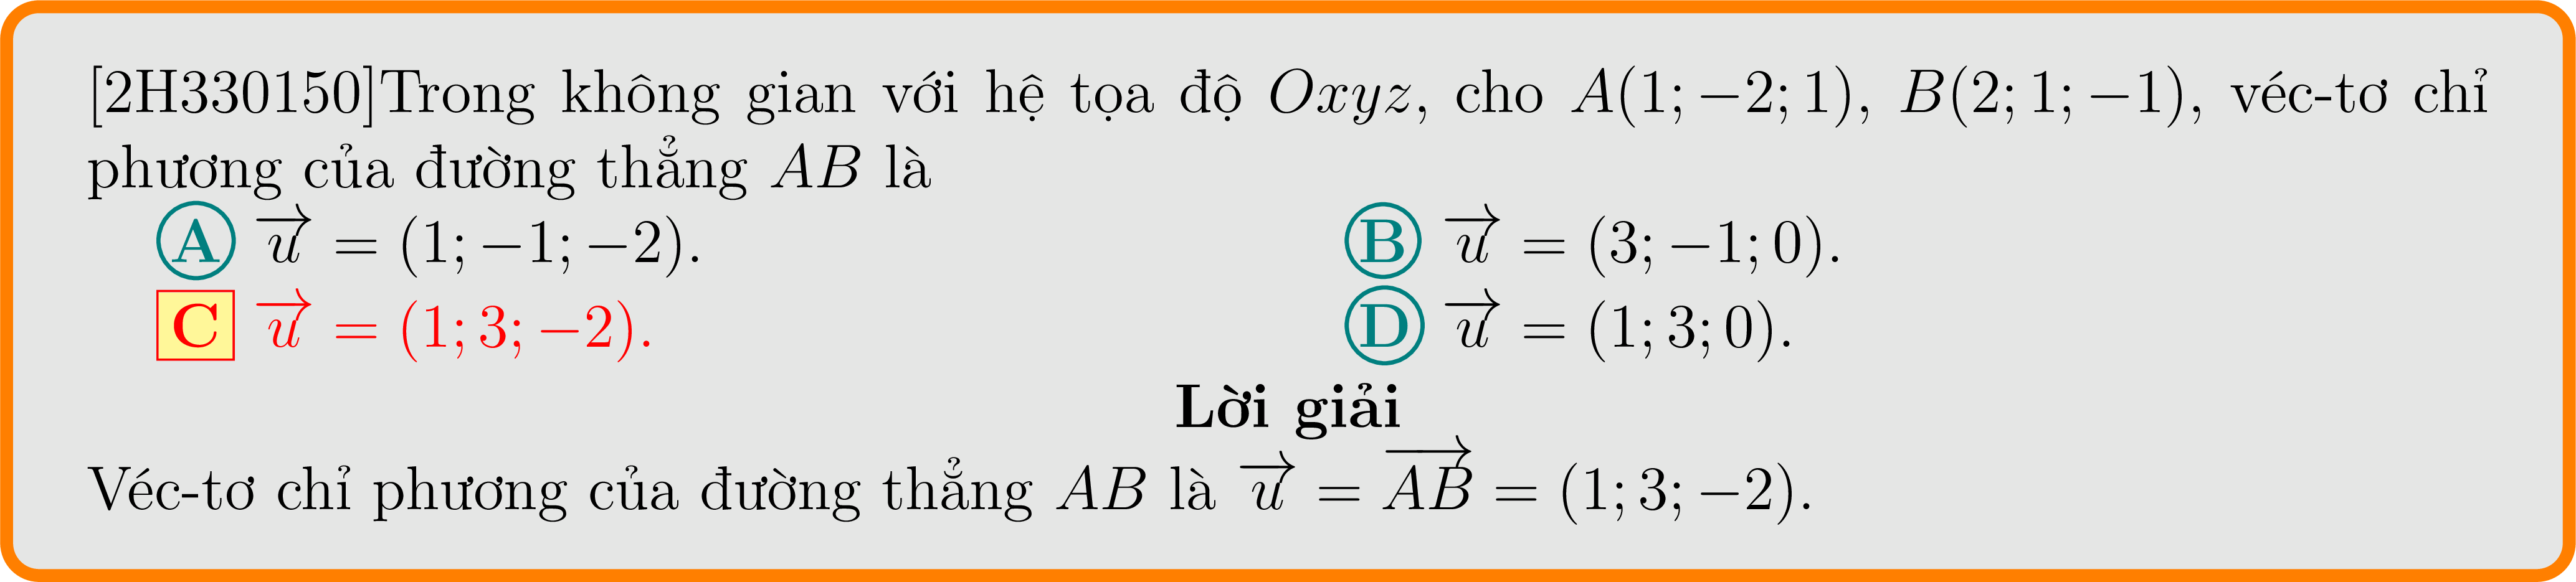 [2H330150]Trong không gian với hệ tọa độ Oxyz, cho A(1; −2; 1), B(2; 1; −1), véc-tơ chỉ
phương của đường thẳng AB là
A $\overrightarrow{u}$ = (1; −1; −2). B $\overrightarrow{u}$ = (3; −1; 0).
C $\overrightarrow{u}$ = (1; 3; −2). D $\overrightarrow{u}$ = (1; 3; 0).
Lời giải
Véc-tơ chỉ phương của đường thẳng AB là $\overrightarrow{u}$ = $\overrightarrow{AB}$ = (1; 3; −2).